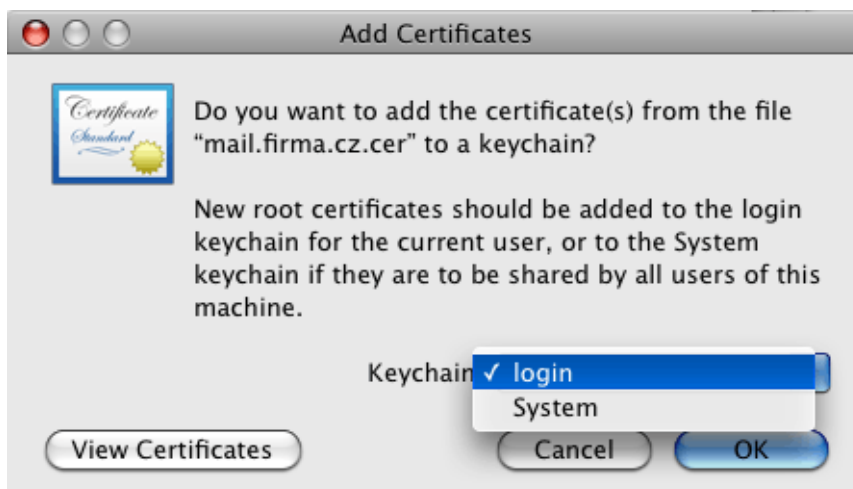 Add Certificates
Certificate
Standard
Do you want to add the certificate(s) from the file
“mail.firma.cz.cer” to a keychain?
New root certificates should be added to the login
keychain for the current user, or to the System
keychain if they are to be shared by all users of this
machine.
Keychain ✓ login
System
View Certificates
Cancel
OK